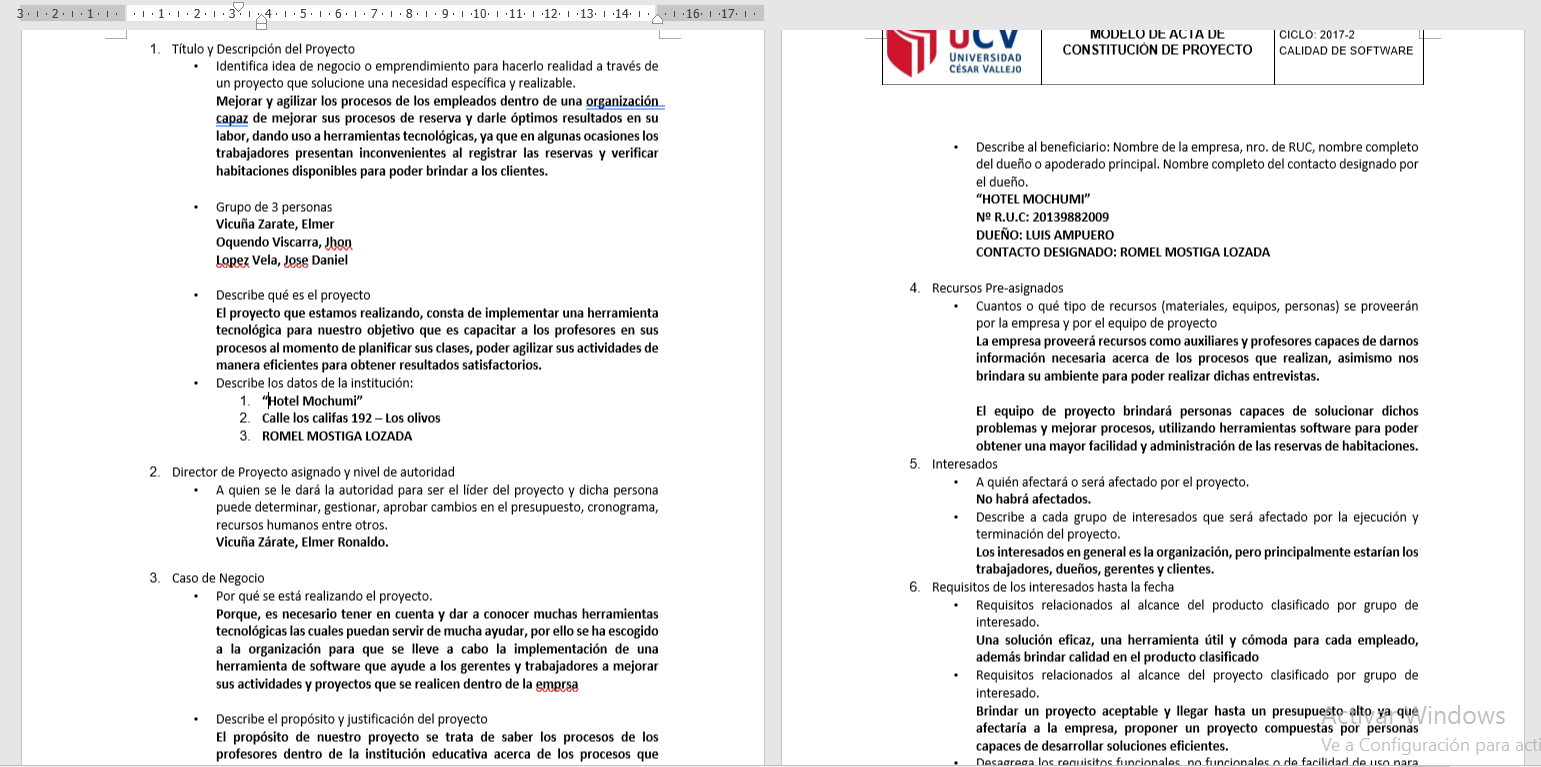 3 · 2 · 1 · 1 · 2 · 3 · 4 · 5 · 6 · 7 · 8 · 9 · 10 · 11 · 12 · 13 · 14 · 16 · 17
1. Título y Descripción del Proyecto
• Identifica idea de negocio o emprendimiento para hacerlo realidad a través de
un proyecto que solucione una necesidad específica y realizable.
Mejorar y agilizar los procesos de los empleados dentro de una organización
capaz de mejorar sus procesos de reserva y darle óptimos resultados en su
labor, dando uso a herramientas tecnológicas, ya que en algunas ocasiones los
trabajadores presentan inconvenientes al registrar las reservas y verificar
habitaciones disponibles para poder brindar a los clientes.
• Grupo de 3 personas
Vicuña Zarate, Elmer
Oquendo Viscarra, Jhon
Lopez Vela, Jose Daniel
• Describe qué es el proyecto
El proyecto que estamos realizando, consta de implementar una herramienta
tecnológica para nuestro objetivo que es capacitar a los profesores en sus
procesos al momento de planificar sus clases, poder agilizar sus actividades de
manera eficientes para obtener resultados satisfactorios.
• Describe los datos de la institución:
1. “Hotel Mochumi”
2. Calle los califas 192 – Los olivos
3. ROMEL MOSTIGA LOZADA
2. Director de Proyecto asignado y nivel de autoridad
• A quien se le dará la autoridad para ser el líder del proyecto y dicha persona
puede determinar, gestionar, aprobar cambios en el presupuesto, cronograma,
recursos humanos entre otros.
Vicuña Zárate, Elmer Ronaldo.
3. Caso de Negocio
• Por qué se está realizando el proyecto.
Porque, es necesario tener en cuenta y dar a conocer muchas herramientas
tecnológicas las cuales puedan servir de mucha ayudar, por ello se ha escogido
a la organización para que se lleve a cabo la implementación de una
herramienta de software que ayude a los gerentes y trabajadores a mejorar
sus actividades y proyectos que se realicen dentro de la emprsa
• Describe el propósito y justificación del proyecto
El propósito de nuestro proyecto se trata de saber los procesos de los
profesores dentro de la institución educativa acerca de los procesos que
UCV
UNIVERSIDAD
CÉSAR VALLEJO
MODELO DE ACTA DE
CONSTITUCIÓN DE PROYECTO
CICLO: 2017-2
CALIDAD DE SOFTWARE
• Describe al beneficiario: Nombre de la empresa, nro. de RUC, nombre completo
del dueño o apoderado principal. Nombre completo del contacto designado por
el dueño.
“HOTEL MOCHUMI”
Nº R.U.C: 20139882009
DUEÑO: LUIS AMPUERO
CONTACTO DESIGNADO: ROMEL MOSTIGA LOZADA
4. Recursos Pre-asignados
• Cuantos o qué tipo de recursos (materiales, equipos, personas) se proveerán
por la empresa y por el equipo de proyecto
La empresa proveerá recursos como auxiliares y profesores capaces de darnos
información necesaria acerca de los procesos que realizan, asimismo nos
brindara su ambiente para poder realizar dichas entrevistas.
El equipo de proyecto brindará personas capaces de solucionar dichos
problemas y mejorar procesos, utilizando herramientas software para poder
obtener una mayor facilidad y administración de las reservas de habitaciones.
5. Interesados
• A quién afectará o será afectado por el proyecto.
No habrá afectados.
• Describe a cada grupo de interesados que será afectado por la ejecución y
terminación del proyecto.
Los interesados en general es la organización, pero principalmente estarían los
trabajadores, dueños, gerentes y clientes.
6. Requisitos de los interesados hasta la fecha
• Requisitos relacionados al alcance del producto clasificado por grupo de
interesado.
Una solución eficaz, una herramienta útil y cómoda para cada empleado,
además brindar calidad en el producto clasificado
• Requisitos relacionados al alcance del proyecto clasificado por grupo de
interesado.
Brindar un proyecto aceptable y llegar hasta un presupuesto alto ya que
afectaría a la empresa, proponer un proyecto compuestas por personas
capaces de desarrollar soluciones eficientes.
• Desagrega los requisitos funcionales, no funcionales o de facilidad de uso para
Activar Windows
Ve a Configuración para acti